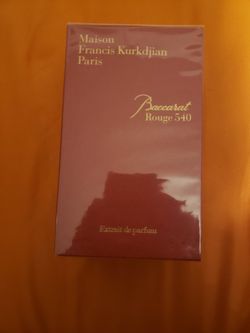 Maison
Francis Kurkdjian
Paris
Baccarat
Rouge 540
Extrait de parfum